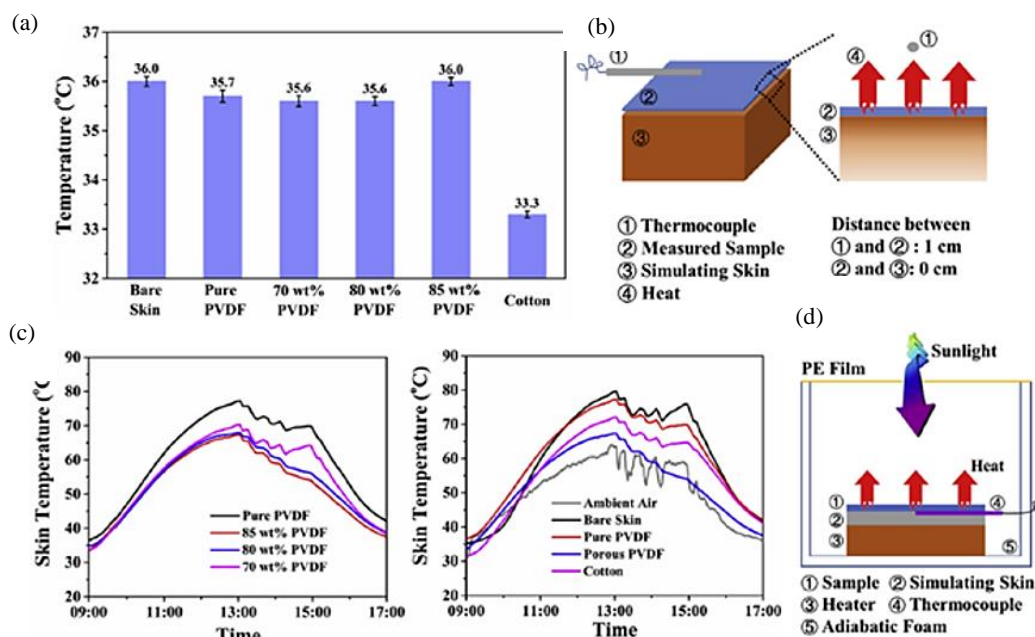 (a)
Temperature (°C)
37
36
35
34
33
32
36.0
35.7
35.6
35.6
36.0
33.3
Bare Skin
Pure PVDF
70 wt% PVDF
80 wt% PVDF
85 wt% PVDF
Cotton
(b)
①
②
③
④
①
②
③
① Thermocouple
② Measured Sample
③ Simulating Skin
④ Heat
Distance between
① and ② : 1 cm
② and ③: 0 cm
(c)
Skin Temperature (°C
90
80
70
60
50
40
30
20
Pure PVDF
85 wt% PVDF
80 wt% PVDF
70 wt% PVDF
09:00 11:00 13:00 15:00 17:00
Time
Skin Temperature (°C)
90
80
70
60
50
40
30
20
Ambient Air
Bare Skin
Pure PVDF
Porous PVDF
Cotton
09:00 11:00 13:00 15:00 17:00
Time
(d)
Sunlight
PE Film
Heat
①
②
③
④
⑤
① Sample ② Simulating Skin
③ Heater ④ Thermocouple
⑤ Adiabatic Foam